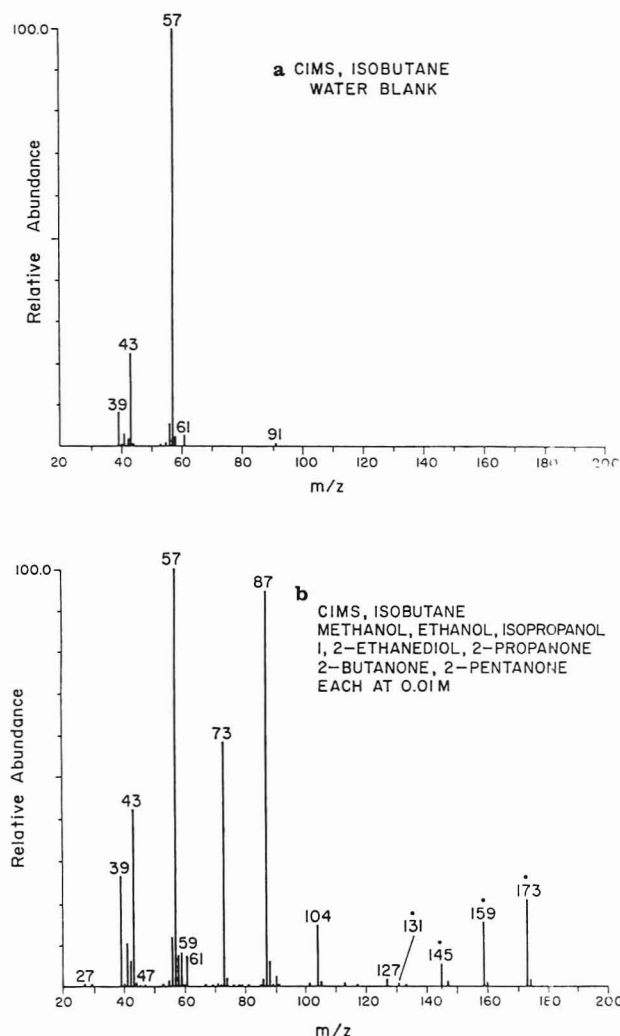 57
100.0
a CIMS, ISOBUTANE
WATER BLANK
Relative Abundance
43
39
61
91
20 40 60 80 100 120 140 160 180 200
m/z
57
100.0
87
b
CIMS, ISOBUTANE
METHANOL, ETHANOL, ISOPROPANOL
1, 2-ETHANEDIOL, 2-PROPANONE
2-BUTANONE, 2-PENTANONE
EACH AT 0.01M
Relative Abundance
73
43
39
173
131
159
104
145
59
61
127
27
47
20 40 60 80 100 120 140 160 180 200
m/z